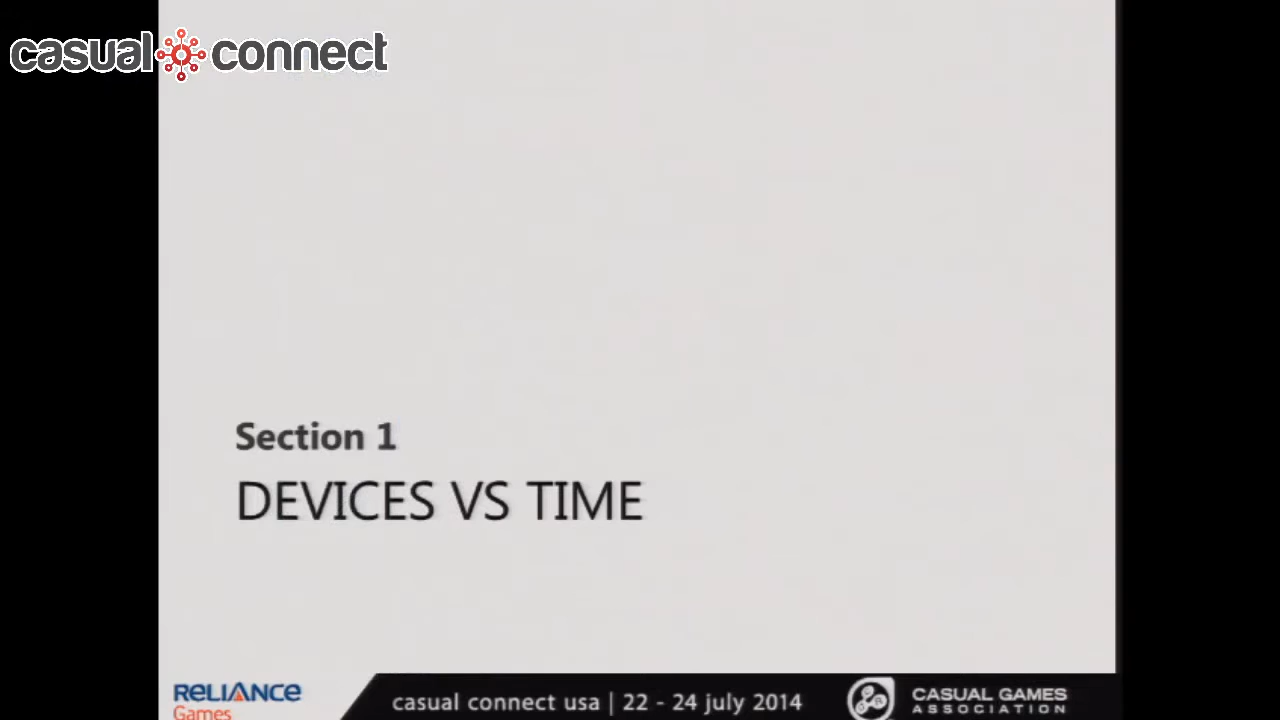 casual connect
Section 1
DEVICES VS TIME
RELIANCE
Games
casual connect usa | 22 - 24 july 2014
CASUAL GAMES
ASSOCIATION